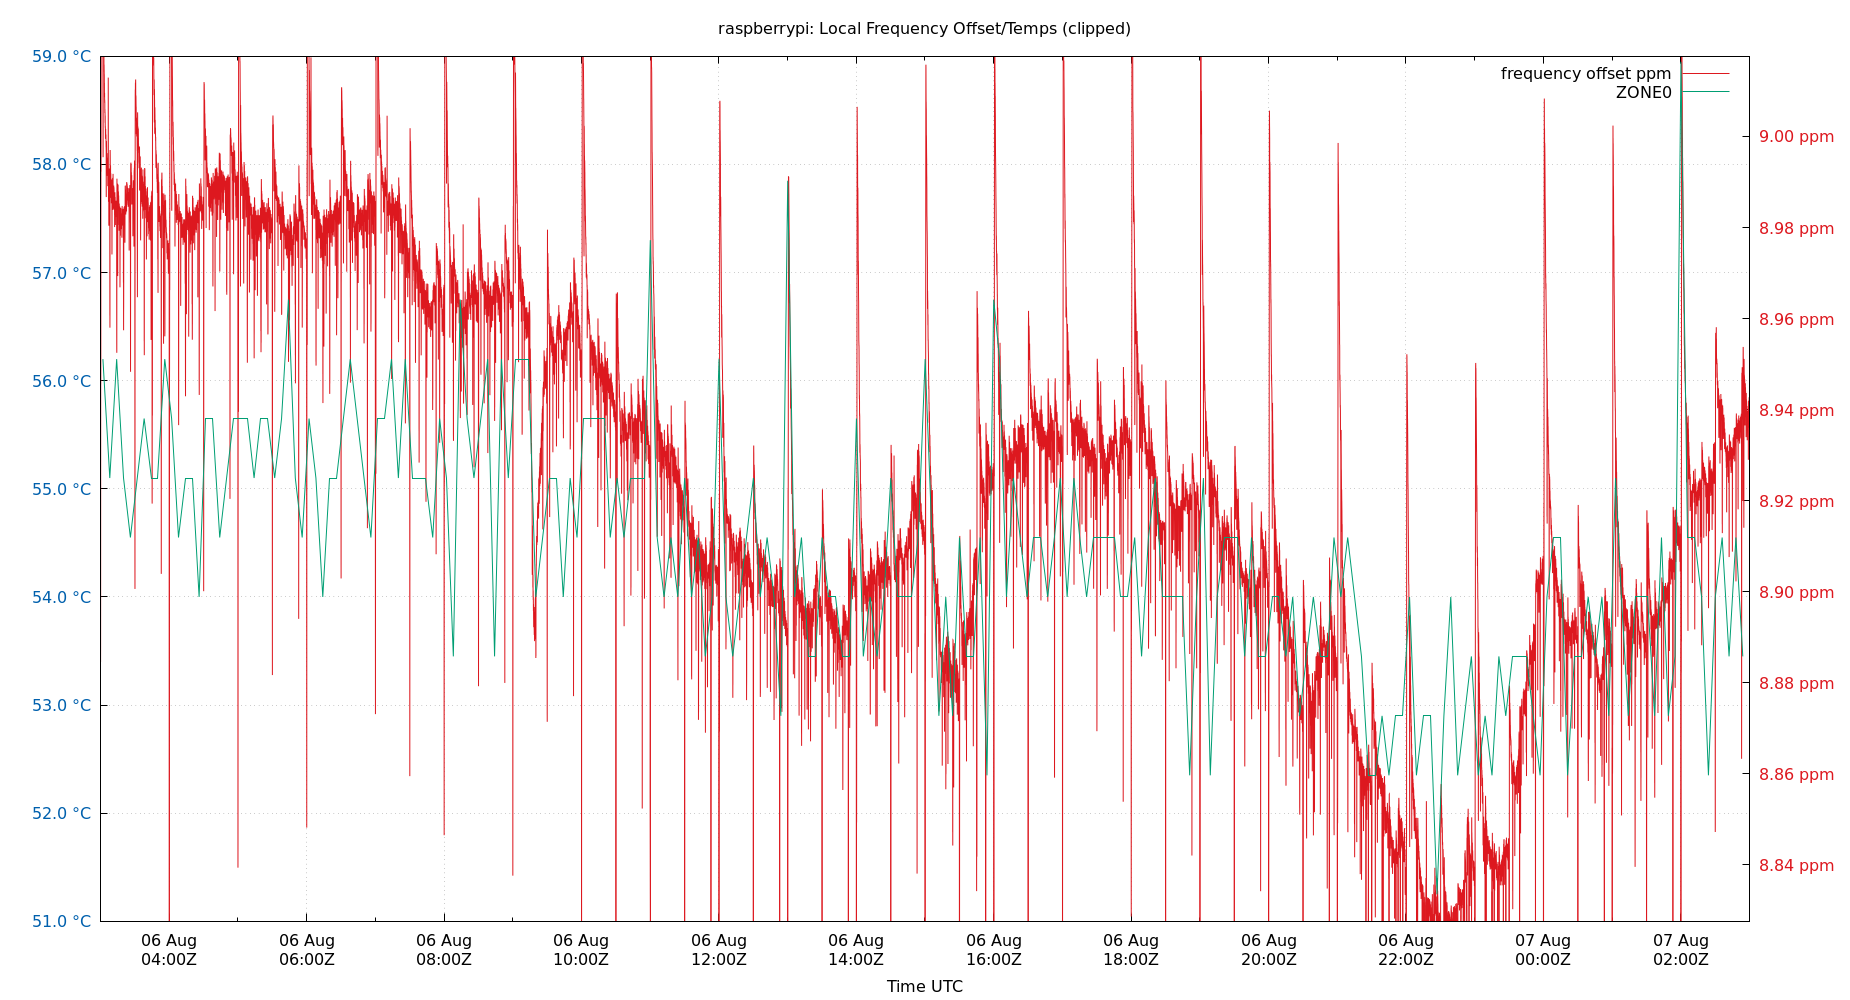 raspberrypi: Local Frequency Offset/Temps (clipped)
frequency offset ppm
ZONE0
59.0 °C
58.0 °C
57.0 °C
56.0 °C
55.0 °C
54.0 °C
53.0 °C
52.0 °C
51.0 °C
9.00 ppm
8.98 ppm
8.96 ppm
8.94 ppm
8.92 ppm
8.90 ppm
8.88 ppm
8.86 ppm
8.84 ppm
06 Aug 06 Aug 06 Aug 06 Aug 06 Aug 06 Aug 06 Aug 06 Aug 06 Aug 06 Aug 07 Aug 07 Aug
04:00Z 06:00Z 08:00Z 10:00Z 12:00Z 14:00Z 16:00Z 18:00Z 20:00Z 22:00Z 00:00Z 02:00Z
Time UTC